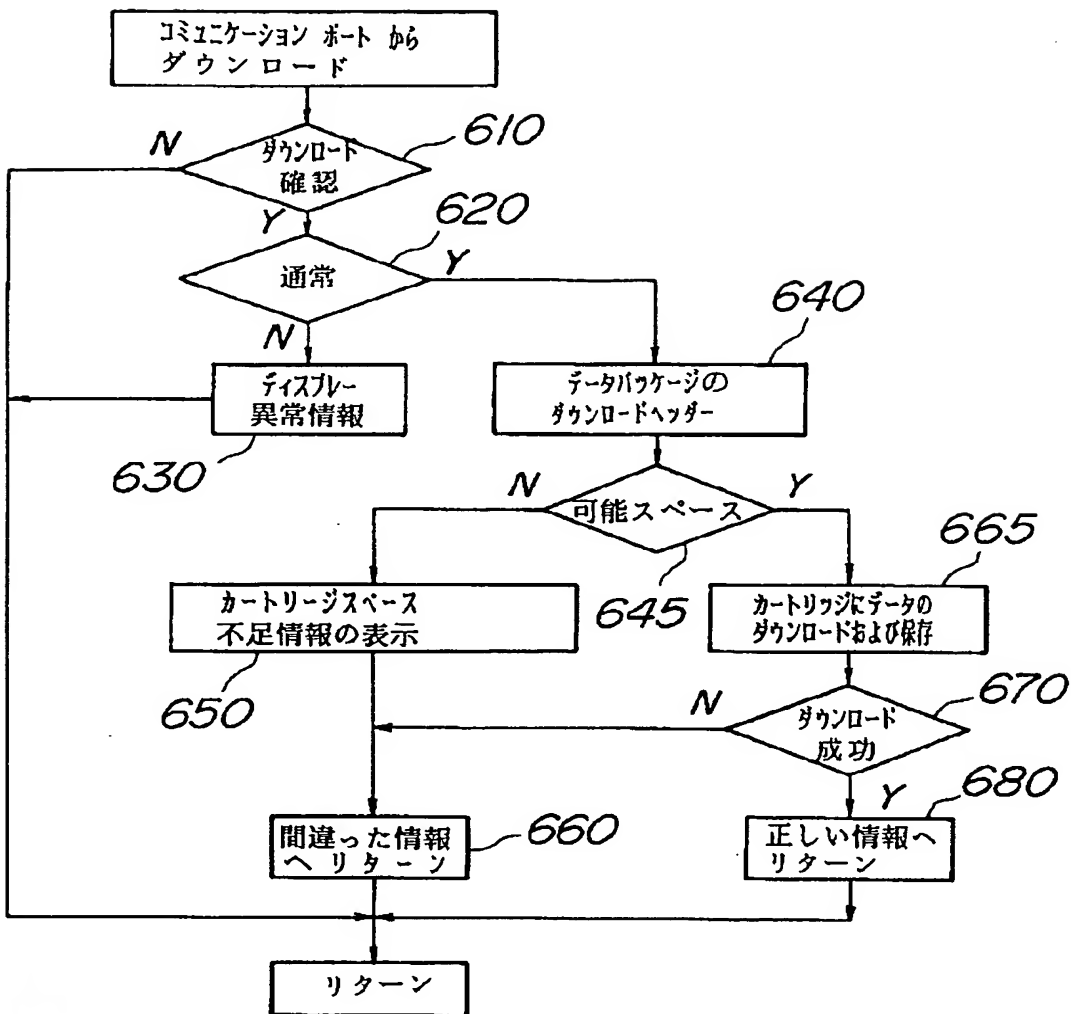 コミュニケーション ポート から
ダウンロード
610
N
ダウンロード
確認
Y
620
通常
Y
N
640
ディスプレー
異常情報
データパッケージの
ダウンロードヘッダー
630
N
Y
可能スペース
665
645
カートリージスペース
不足情報の表示
カートリッジにデータの
ダウンロードおよび保存
650
670
N
ダウンロード
成功
Y
680
間違った情報
へリターン
660
正しい情報へ
リターン
リターン